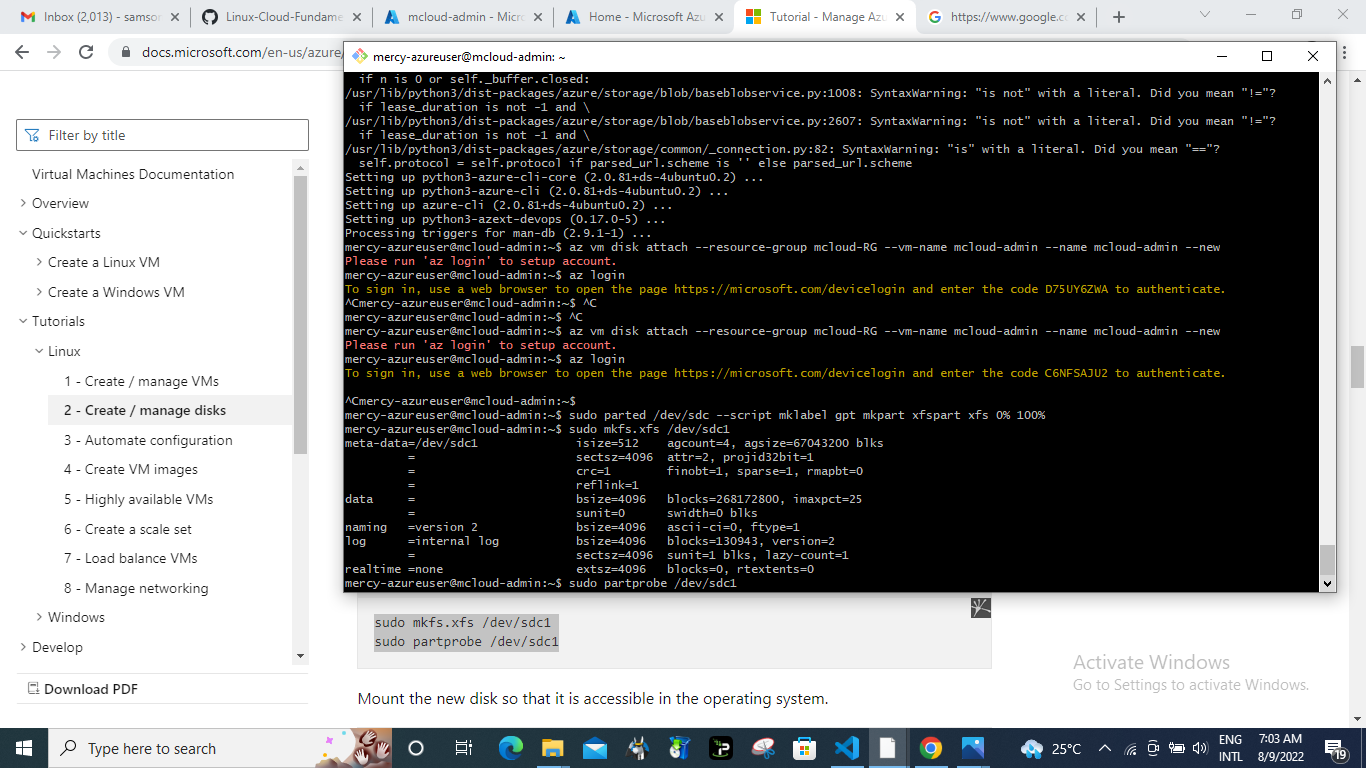 Inbox (2,013) - samsor
Linux-Cloud-Fundame
mcloud-admin - Micr
Home - Microsoft Azu
Tutorial - Manage Azu
https://www.google.co
docs.microsoft.com/en-us/azure/
mercy-azureuser@mcloud-admin: ~
  if n is 0 or self._buffer.closed:
/usr/lib/python3/dist-packages/azure/storage/blob/baseblobservice.py:1008: SyntaxWarning: "is not" with a literal. Did you mean "!="?
  if lease_duration is not -1 and \
/usr/lib/python3/dist-packages/azure/storage/blob/baseblobservice.py:2607: SyntaxWarning: "is not" with a literal. Did you mean "!="?
  if lease_duration is not -1 and \
/usr/lib/python3/dist-packages/azure/storage/common/_connection.py:82: SyntaxWarning: "is" with a literal. Did you mean "=="?
  self.protocol = self.protocol if parsed_url.scheme is '' else parsed_url.scheme
Setting up python3-azure-cli-core (2.0.81+ds-4ubuntu0.2) ...
Setting up python3-azure-cli (2.0.81+ds-4ubuntu0.2) ...
Setting up azure-cli (2.0.81+ds-4ubuntu0.2) ...
Setting up python3-azext-devops (0.17.0-5) ...
Processing triggers for man-db (2.9.1-1) ...
mercy-azureuser@mcloud-admin:~$ az vm disk attach --resource-group mcloud-RG --vm-name mcloud-admin --name mcloud-admin --new
Please run 'az login' to setup account.
mercy-azureuser@mcloud-admin:~$ az login
To sign in, use a web browser to open the page https://microsoft.com/devicelogin and enter the code D75UY6ZWA to authenticate.
^Cmercy-azureuser@mcloud-admin:~$ ^C
mercy-azureuser@mcloud-admin:~$ ^C
mercy-azureuser@mcloud-admin:~$ az vm disk attach --resource-group mcloud-RG --vm-name mcloud-admin --name mcloud-admin --new
Please run 'az login' to setup account.
mercy-azureuser@mcloud-admin:~$ az login
To sign in, use a web browser to open the page https://microsoft.com/devicelogin and enter the code C6NFSAJU2 to authenticate.
^Cmercy-azureuser@mcloud-admin:~$
mercy-azureuser@mcloud-admin:~$ sudo parted /dev/sdc --script mklabel gpt mkpart xfspart xfs 0% 100%
mercy-azureuser@mcloud-admin:~$ sudo mkfs.xfs /dev/sdc1
meta-data=/dev/sdc1              isize=512    agcount=4, agsize=67043200 blks
         =                       sectsz=4096  attr=2, projid32bit=1
         =                       crc=1        finobt=1, sparse=1, rmapbt=0
         =                       reflink=1
data     =                       bsize=4096   blocks=268172800, imaxpct=25
         =                       sunit=0      swidth=0 blks
naming   =version 2              bsize=4096   ascii-ci=0, ftype=1
log      =internal log           bsize=4096   blocks=130943, version=2
         =                       sectsz=4096  sunit=1 blks, lazy-count=1
realtime =none                   extsz=4096   blocks=0, rtextents=0
mercy-azureuser@mcloud-admin:~$ sudo partprobe /dev/sdc1
Filter by title
Virtual Machines Documentation
Overview
Quickstarts
Create a Linux VM
Create a Windows VM
Tutorials
Linux
1 - Create / manage VMs
2 - Create / manage disks
3 - Automate configuration
4 - Create VM images
5 - Highly available VMs
6 - Create a scale set
7 - Load balance VMs
8 - Manage networking
Windows
Develop
Download PDF
sudo mkfs.xfs /dev/sdc1
sudo partprobe /dev/sdc1
Mount the new disk so that it is accessible in the operating system.
Activate Windows
Go to Settings to activate Windows.
Type here to search
25°C
ENG
INTL
7:03 AM
8/9/2022
19